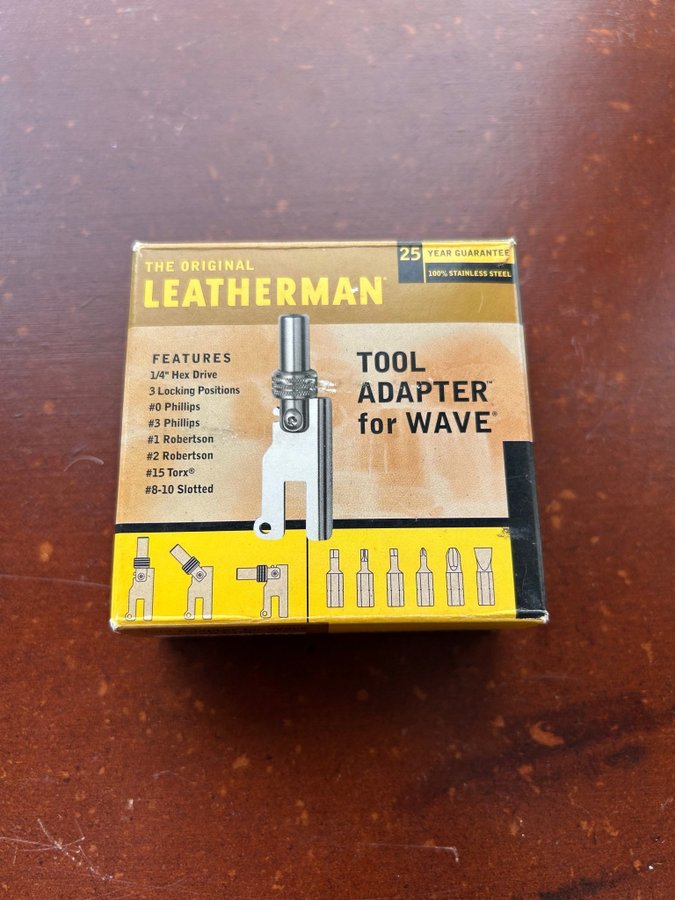 THE ORIGINAL
LEATHERMAN®
25 YEAR GUARANTEE
100% STAINLESS STEEL
FEATURES
1/4" Hex Drive
3 Locking Positions
#0 Phillips
#3 Phillips
#1 Robertson
#2 Robertson
#15 Torx®
#8-10 Slotted
TOOL
ADAPTER™
for WAVE®